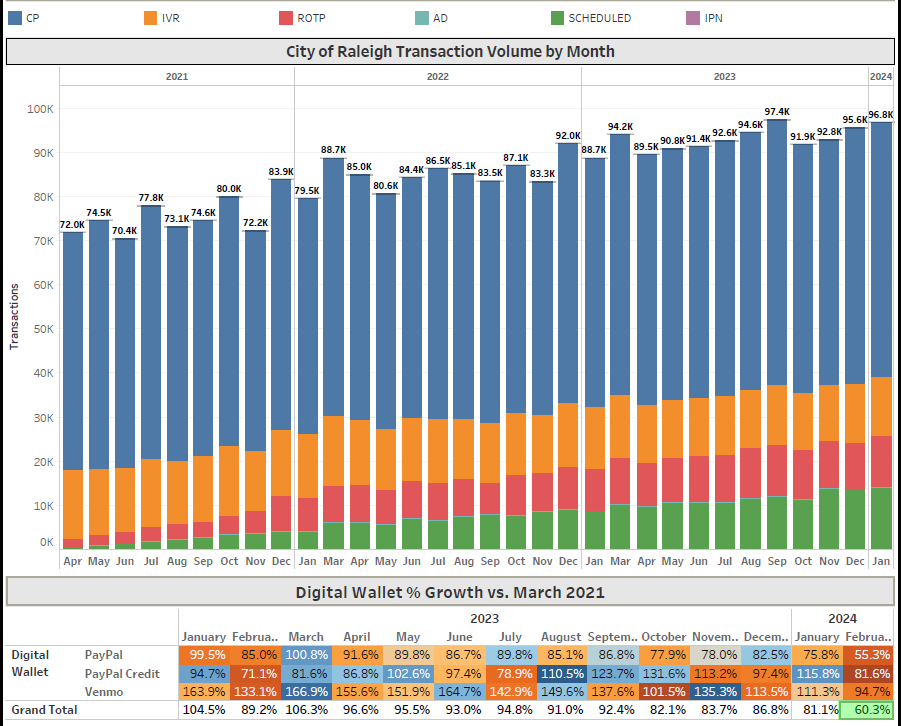 CP IVR ROTP AD SCHEDULED IPN
City of Raleigh Transaction Volume by Month
2021 2022 2023 2024
100K
90K
80K
70K
60K
50K
40K
30K
20K
10K
0K
Transactions
72.0K 74.5K 70.4K 77.8K 73.1K 74.6K 80.0K 72.2K 83.9K 79.5K 88.7K 85.0K 80.6K 84.4K 86.5K 85.1K 83.5K 87.1K 83.3K 92.0K 88.7K 94.2K 89.5K 90.8K 91.4K 92.6K 94.6K 97.4K 91.9K 92.8K 95.6K 96.8K
Apr May Jun Jul Aug Sep Oct Nov Dec Jan Mar Apr May Jun Jul Aug Sep Oct Nov Dec Jan Mar Apr May Jun Jul Aug Sep Oct Nov Dec Jan
Digital Wallet % Growth vs. March 2021
2023 2024
January Februa.. March April May June July August Septem.. October Novem.. Decem.. January Februa..
Digital Wallet PayPal 99.5% 85.0% 100.8% 91.6% 89.8% 86.7% 89.8% 85.1% 86.8% 77.9% 78.0% 82.5% 75.8% 55.3%
PayPal Credit 94.7% 71.1% 81.6% 86.8% 102.6% 97.4% 78.9% 110.5% 123.7% 131.6% 113.2% 97.4% 115.8% 81.6%
Venmo 163.9% 133.1% 166.9% 155.6% 151.9% 164.7% 142.9% 149.6% 137.6% 101.5% 135.3% 113.5% 111.3% 94.7%
Grand Total 104.5% 89.2% 106.3% 96.6% 95.5% 93.0% 94.8% 91.0% 92.4% 82.1% 83.7% 86.8% 81.1% 60.3%